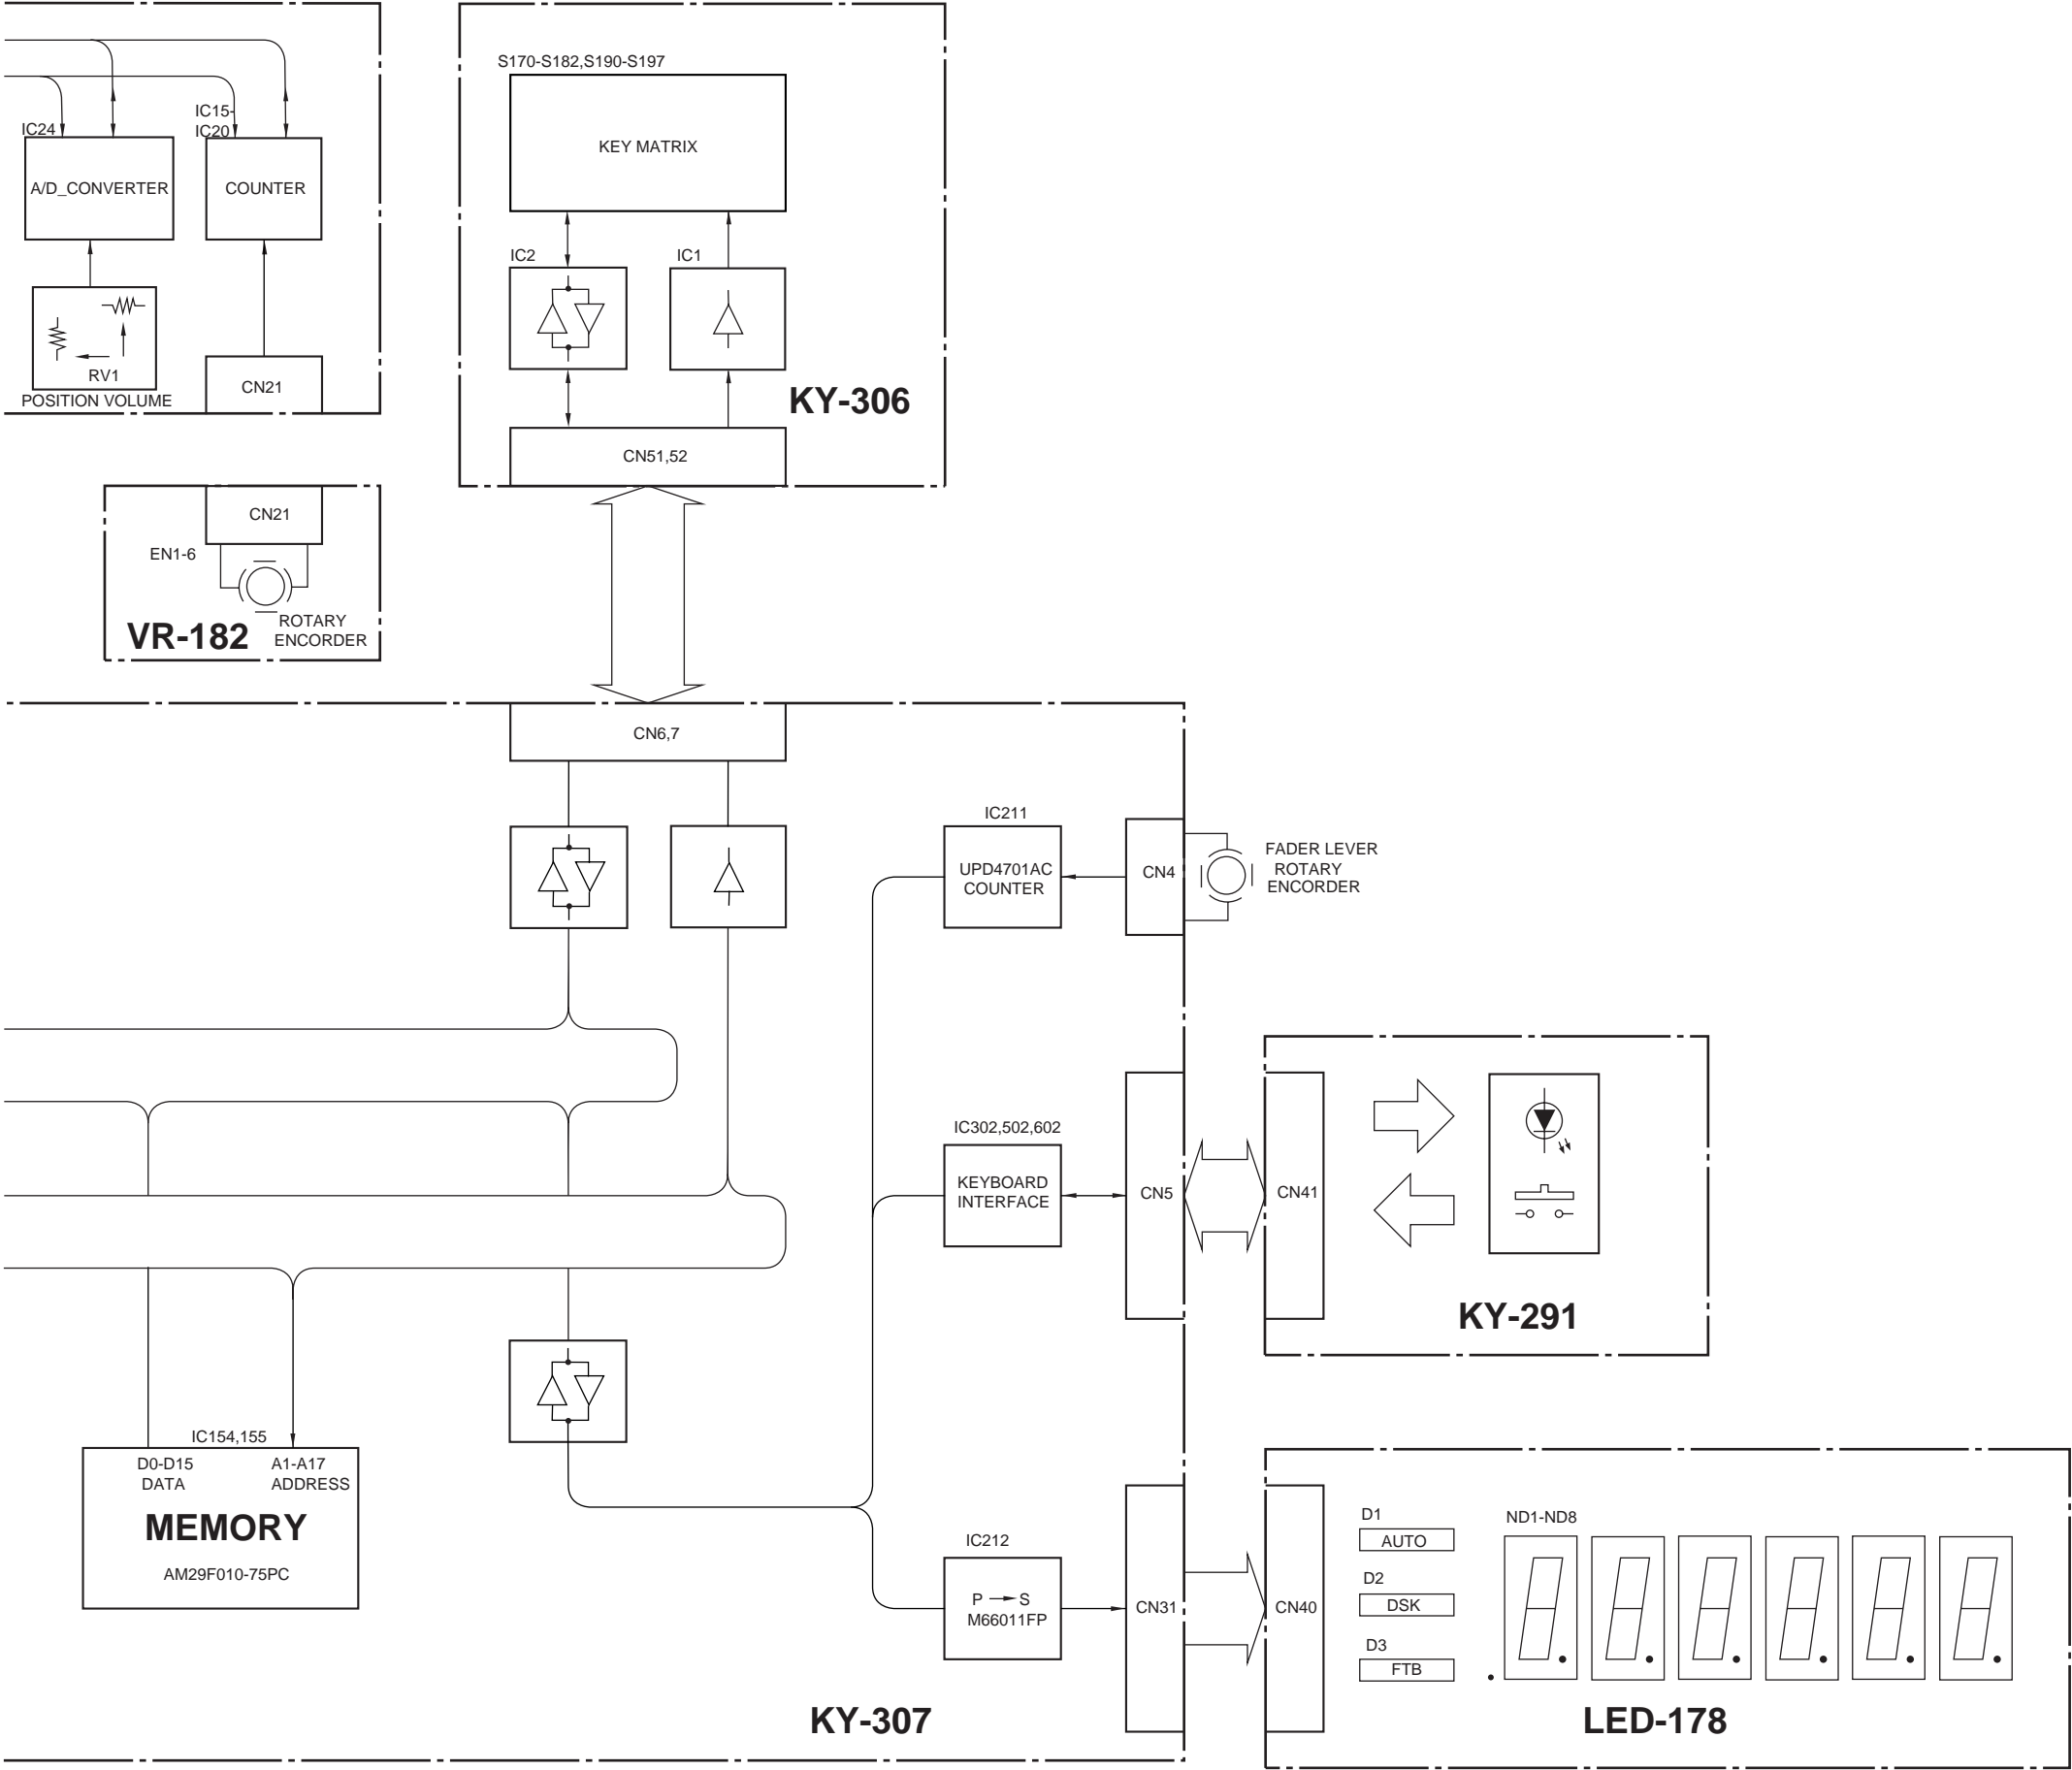 S170-S182,S190-S197
IC15-
IC20
IC24
A/D_CONVERTER
COUNTER
KEY MATRIX
IC2
IC1
RV1
POSITION VOLUME
CN21
KY-306
CN51,52
CN21
EN1-6
ROTARY
ENCORDER
VR-182
CN6,7
IC211
UPD4701AC
COUNTER
CN4
FADER LEVER
ROTARY
ENCORDER
IC302,502,602
KEYBOARD
INTERFACE
CN5
CN41
KY-291
IC154,155
D0-D15
DATA
A1-A17
ADDRESS
MEMORY
AM29F010-75PC
IC212
P S
M66011FP
CN31
CN40
D1
AUTO
D2
DSK
D3
FTB
ND1-ND8
KY-307
LED-178